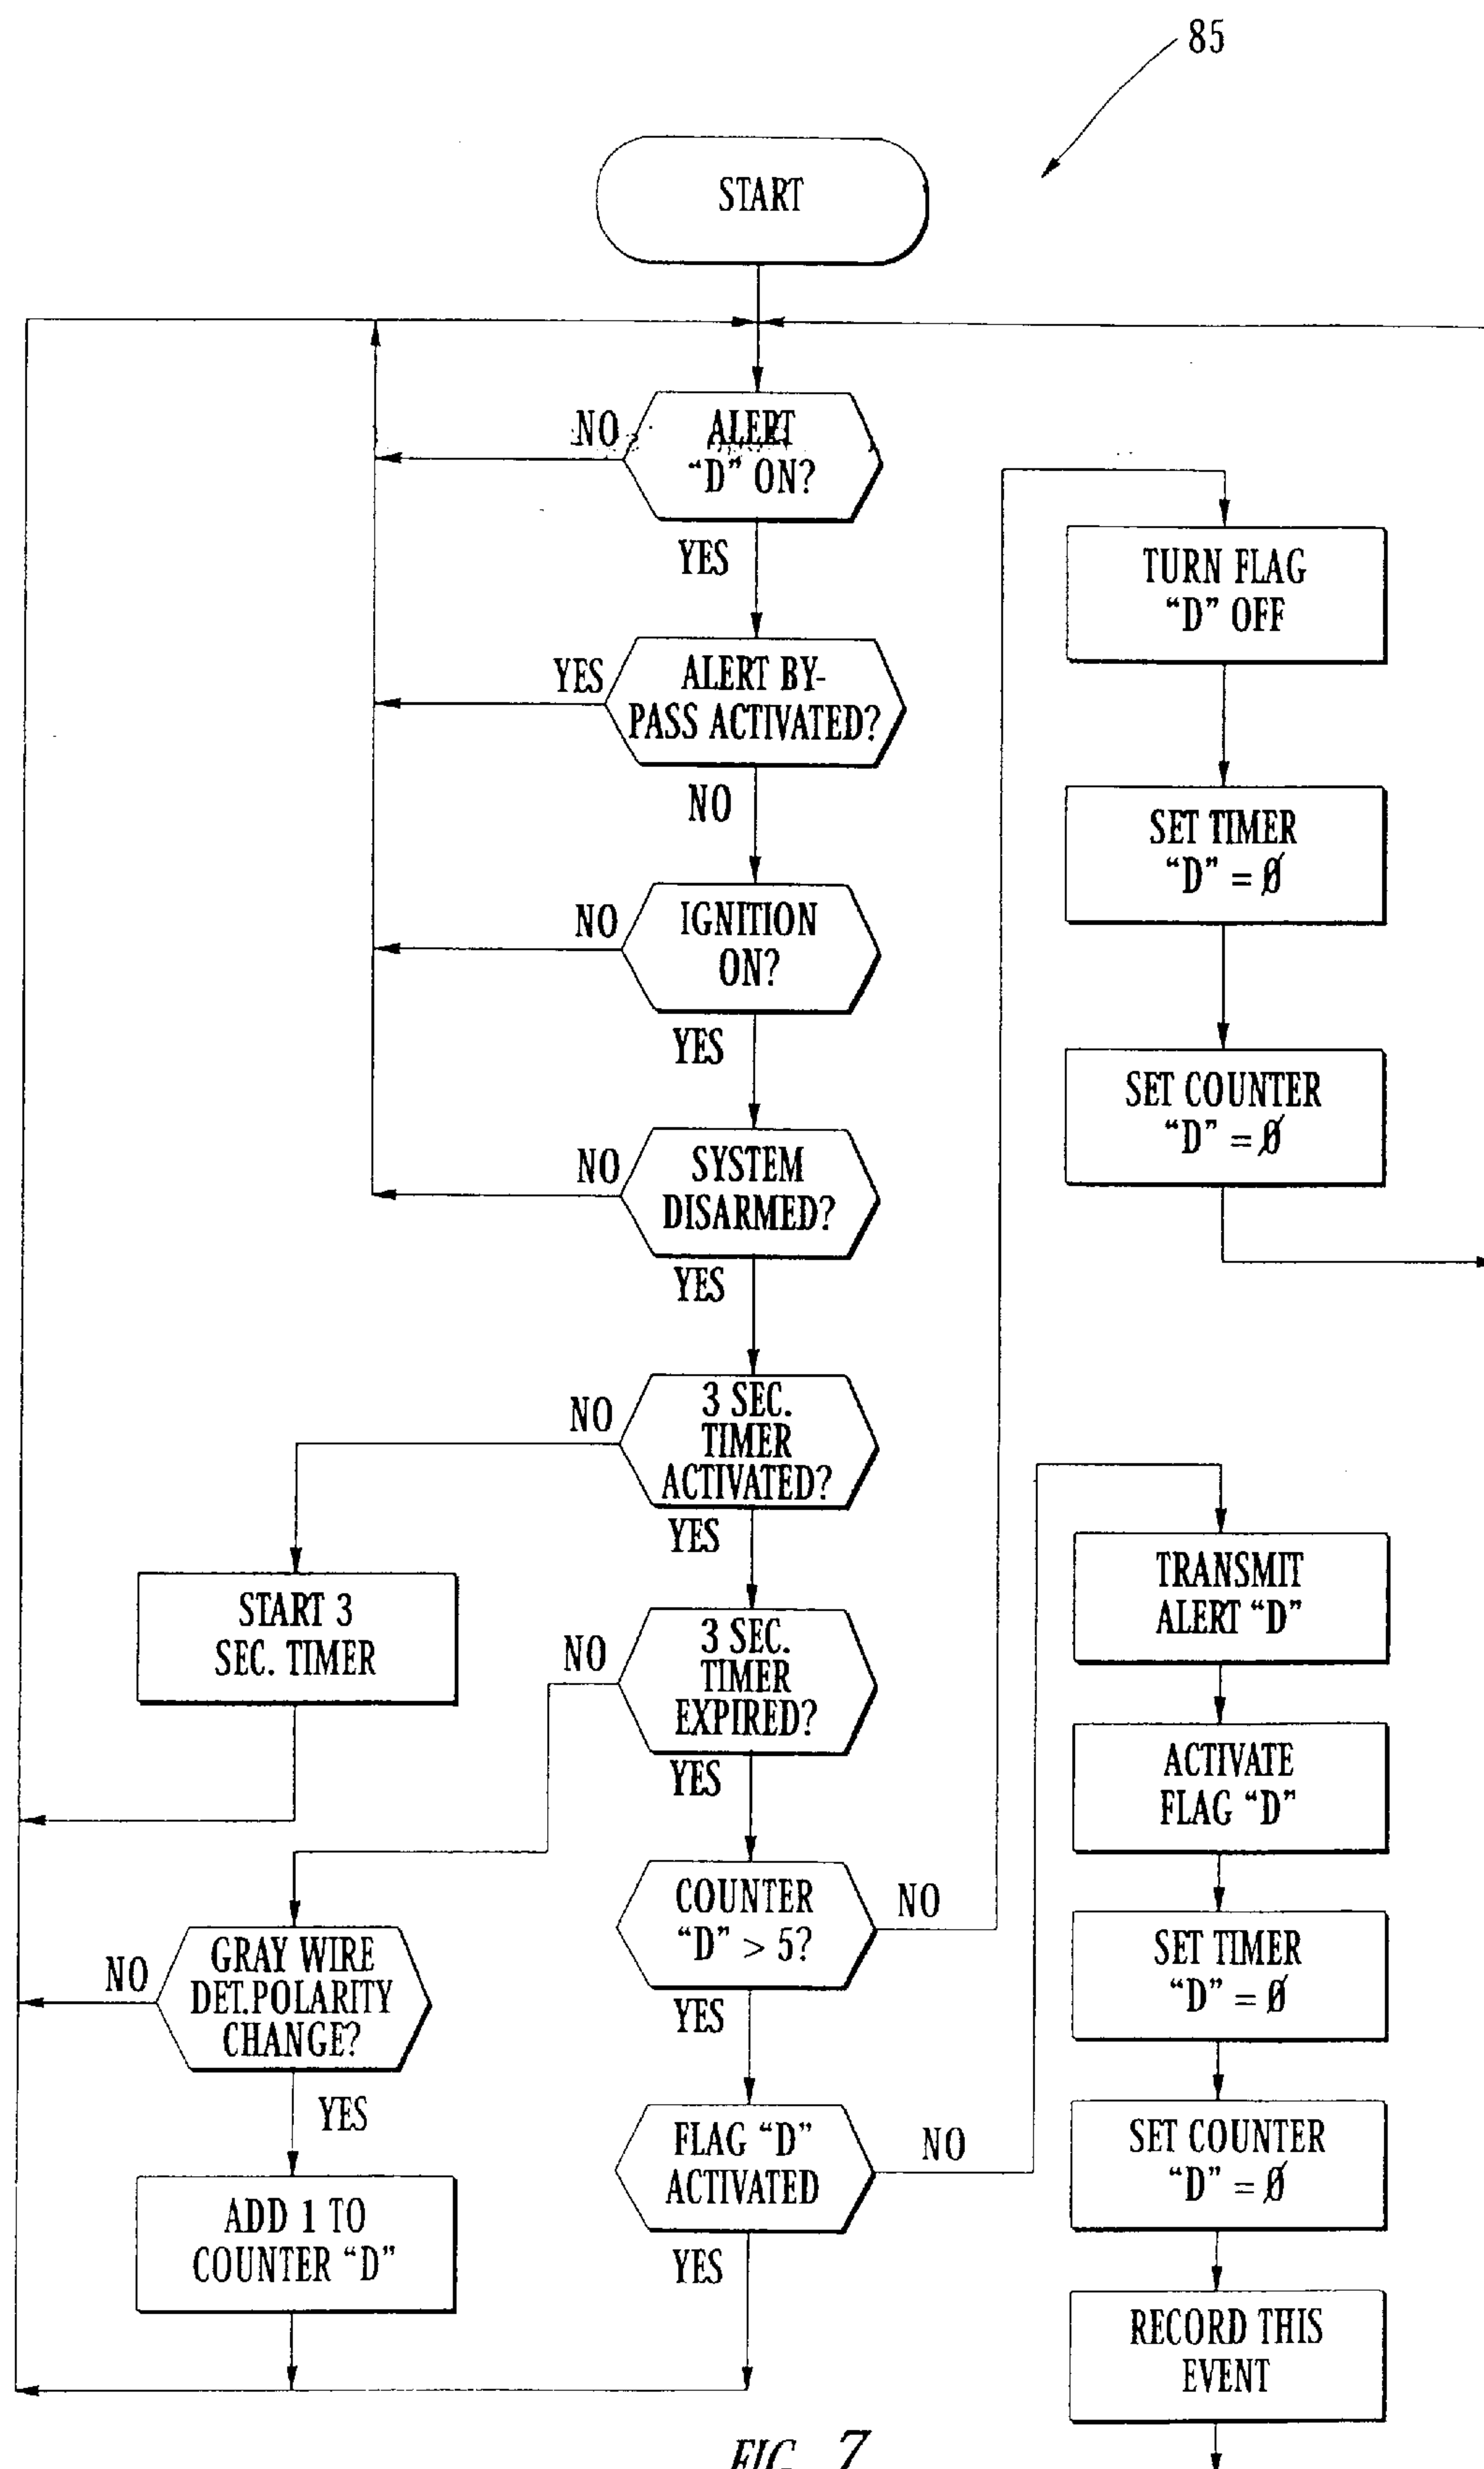 85
START
NO
ALERT
“D” ON?
YES
YES
ALERT BY-
PASS ACTIVATED?
NO
NO
IGNITION
ON?
YES
NO
SYSTEM
DISARMED?
YES
NO
3 SEC.
TIMER
ACTIVATED?
YES
START 3
SEC. TIMER
NO
3 SEC.
TIMER
EXPIRED?
YES
NO
GRAY WIRE
DET.POLARITY
CHANGE?
YES
ADD 1 TO
COUNTER “D”
COUNTER
“D” > 5?
NO
YES
FLAG “D”
ACTIVATED
NO
YES
TURN FLAG
“D” OFF
SET TIMER
“D” = Ø
SET COUNTER
“D” = Ø
TRANSMIT
ALERT “D”
ACTIVATE
FLAG “D”
SET TIMER
“D” = Ø
SET COUNTER
“D” = Ø
RECORD THIS
EVENT
FIG. 7